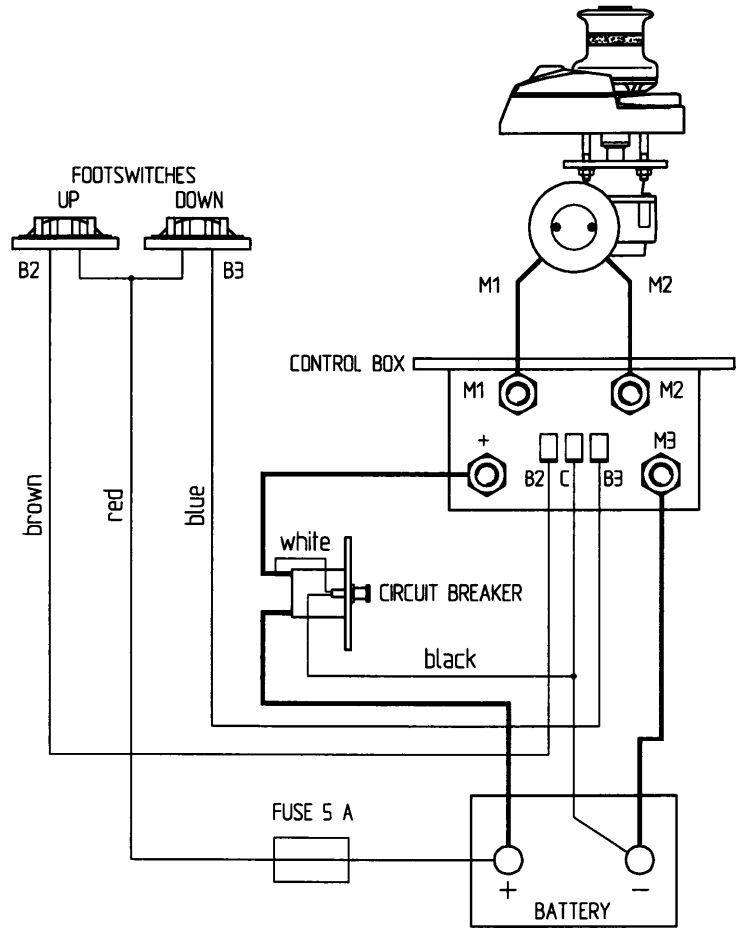 FOOTSWITCHES
UP DOWN
B2 B3
M1 M2
CONTROL BOX
M1 M2
+ M3
B2 C B3
brown
red
blue
white
CIRCUIT BREAKER
black
FUSE 5 A
+ -
BATTERY